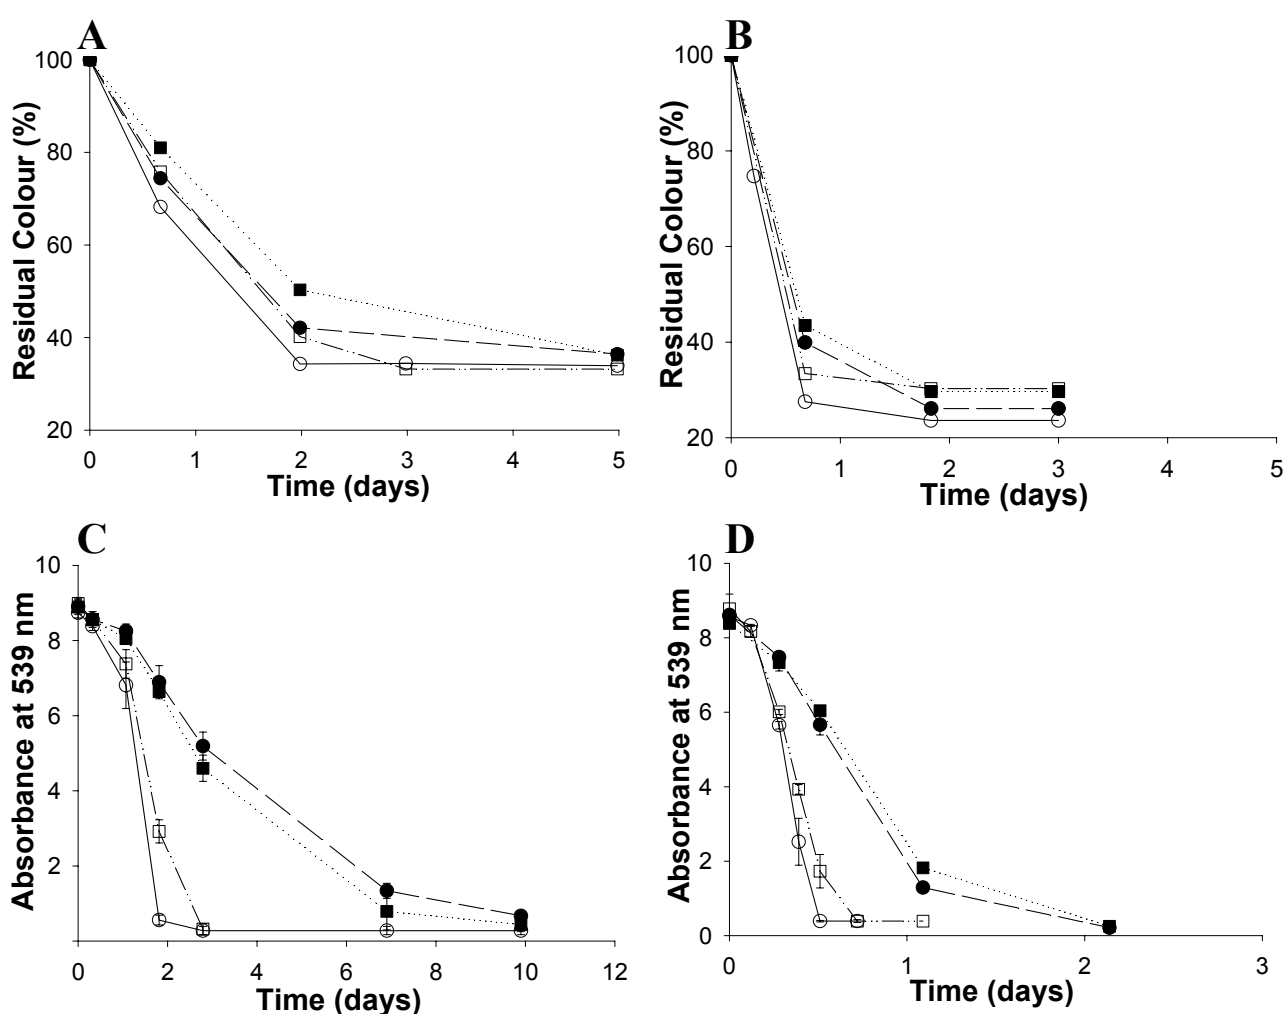 A
Residual Colour (%)
100
80
60
40
20
0 1 2 3 4 5
Time (days)
B
Residual Colour (%)
100
80
60
40
20
0 1 2 3 4 5
Time (days)
C
Absorbance at 539 nm
10
8
6
4
2
0 2 4 6 8 10 12
Time (days)
D
Absorbance at 539 nm
10
8
6
4
2
0
0 1 2 3
Time (days)